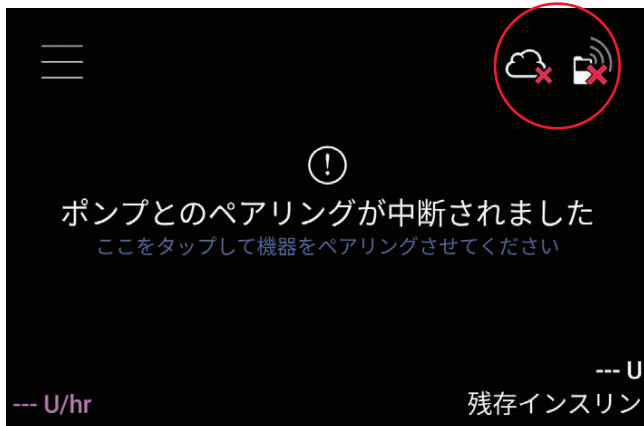 ポンプとのペアリングが中断されました
ここをタップして機器をペアリングさせてください
--- U
--- U/hr
残存インスリン